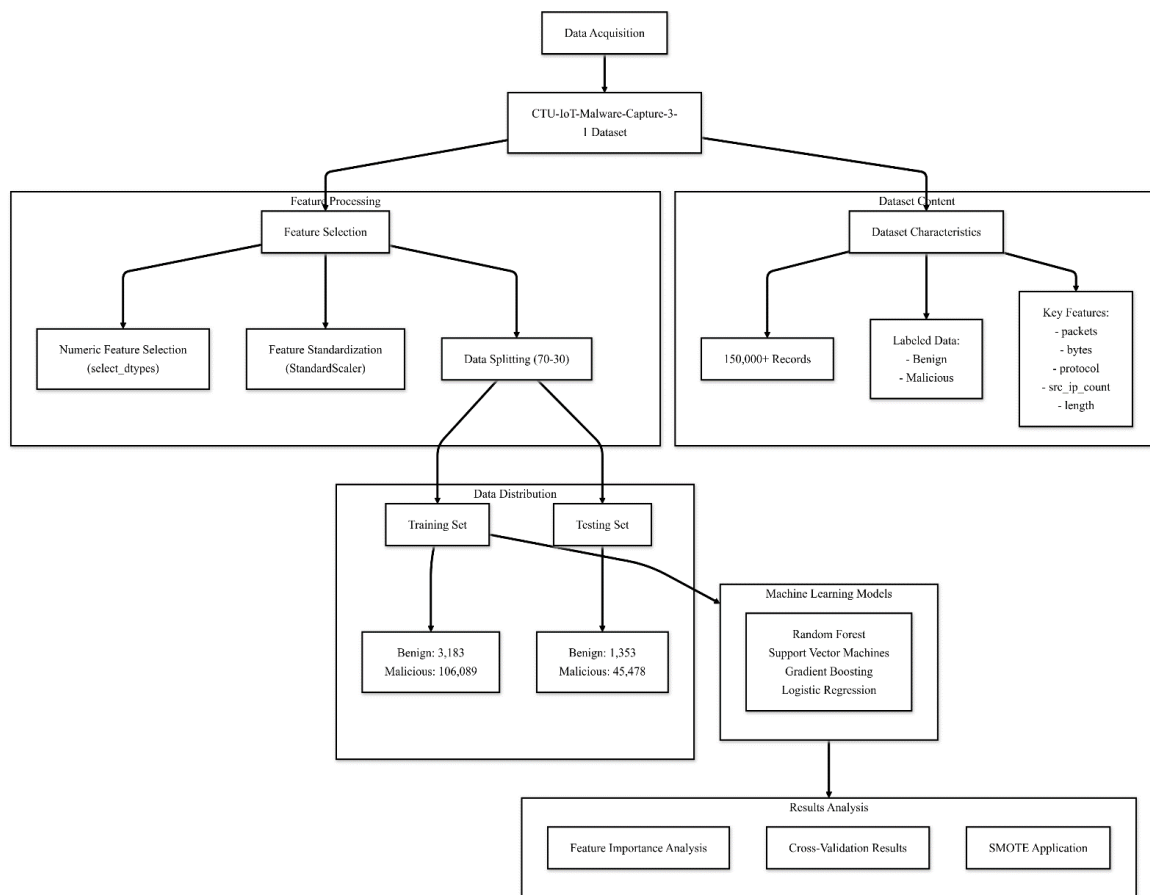 Data Acquisition
CTU-IoT-Malware-Capture-3-
1 Dataset
Feature Processing
Feature Selection
Numeric Feature Selection
(select_dtypes)
Feature Standardization
(StandardScaler)
Data Splitting (70-30)
Dataset Content
Dataset Characteristics
150,000+ Records
Labeled Data:
- Benign
- Malicious
Key Features:
- packets
- bytes
- protocol
- src_ip_count
- length
Data Distribution
Training Set
Testing Set
Benign: 3,183
Malicious: 106,089
Benign: 1,353
Malicious: 45,478
Machine Learning Models
Random Forest
Support Vector Machines
Gradient Boosting
Logistic Regression
Results Analysis
Feature Importance Analysis
Cross-Validation Results
SMOTE Application